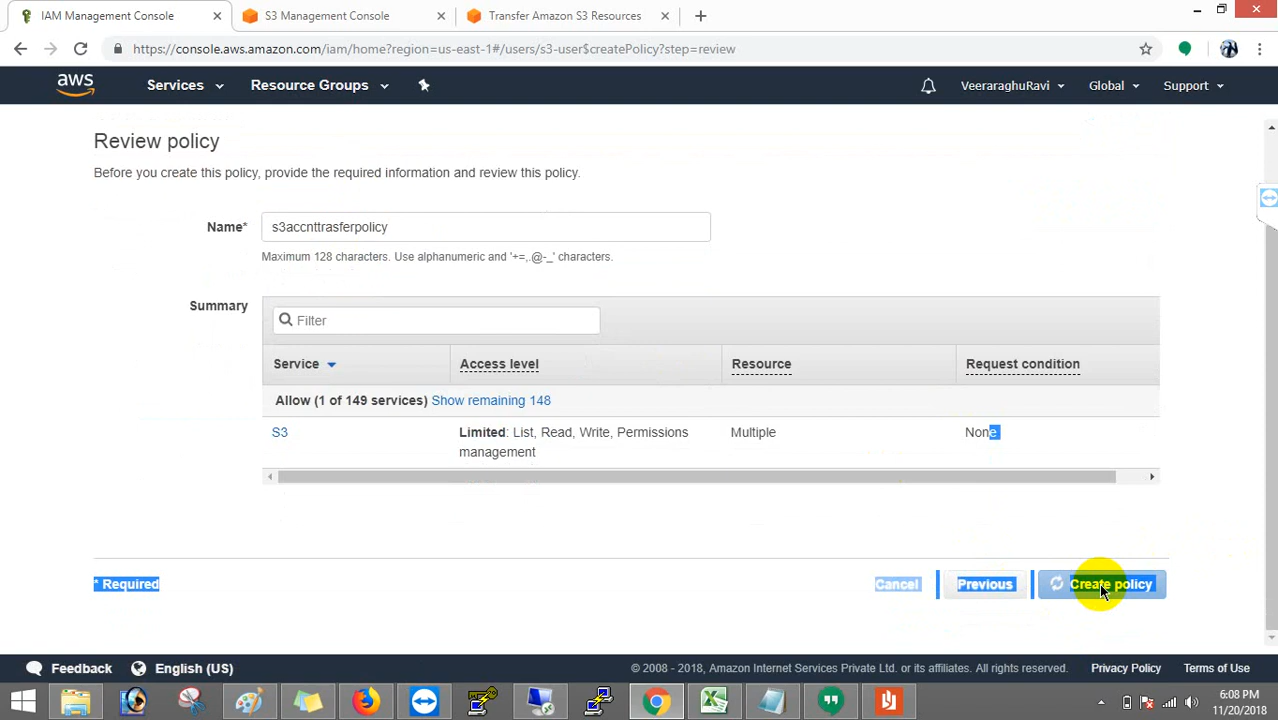 IAM Management Console
S3 Management Console
Transfer Amazon S3 Resources
https://console.aws.amazon.com/iam/home?region=us-east-1#/users/s3-user$createPolicy?step=review
aws
Services
Resource Groups
VeeraraghuRavi
Global
Support
Review policy
Before you create this policy, provide the required information and review this policy.
Name*
s3accnttrasferpolicy
Maximum 128 characters. Use alphanumeric and '+=,.@-_' characters.
Summary
Filter
Service
Access level
Resource
Request condition
Allow (1 of 149 services) Show remaining 148
S3
Limited: List, Read, Write, Permissions
management
Multiple
None
* Required
Cancel
Previous
Create policy
Feedback
English (US)
© 2008 - 2018, Amazon Internet Services Private Ltd. or its affiliates. All rights reserved.
Privacy Policy
Terms of Use
6:08 PM
11/20/2018